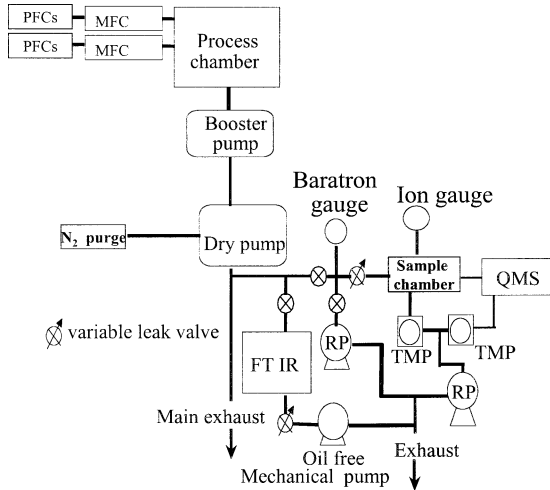 PFCs
MFC
PFCs
MFC
Process
chamber
Booster
pump
Baratron
gauge
Ion gauge
N₂ purge
Dry pump
Sample
chamber
QMS
variable leak valve
FT IR
RP
TMP
TMP
RP
Main exhaust
Oil free
Mechanical pump
Exhaust